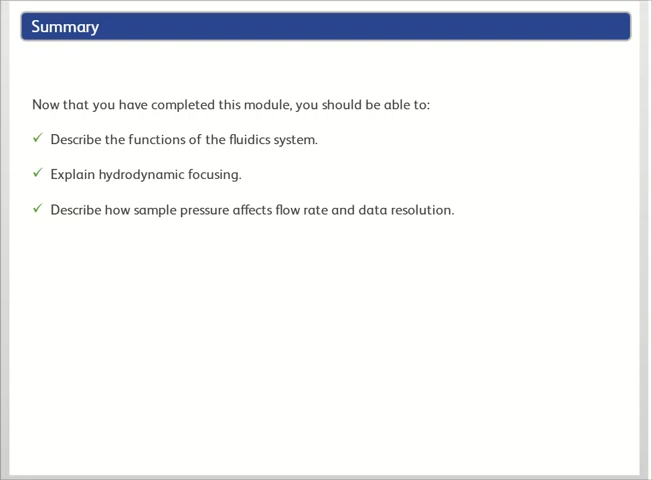 Summary
Now that you have completed this module, you should be able to:
✓ Describe the functions of the fluidics system.
✓ Explain hydrodynamic focusing.
✓ Describe how sample pressure affects flow rate and data resolution.